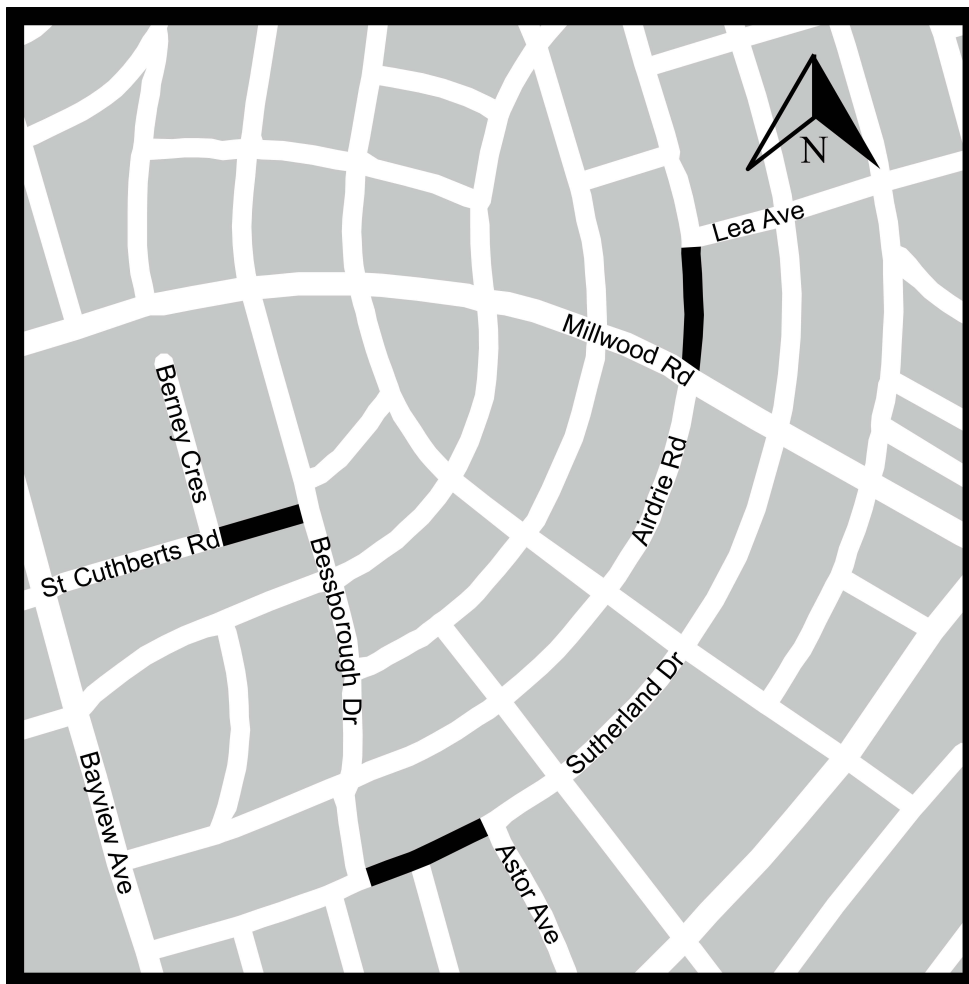 N
Lea Ave
Millwood Rd
Berney Cres
Airdrie Rd
St Cuthberts Rd
Bessborough Dr
Sutherland Dr
Bayview Ave
Astor Ave